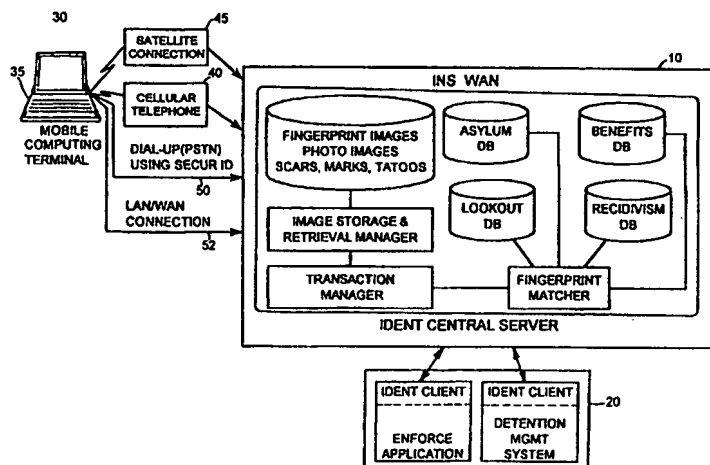 30
45
SATELLITE
CONNECTION
35
40
CELLULAR
TELEPHONE
MOBILE
COMPUTING
TERMINAL
DIAL-UP(PSTN)
USING SECUR ID
50
LAN/WAN
CONNECTION
52
10
INS WAN
FINGERPRINT IMAGES
PHOTO IMAGES
SCARS, MARKS, TATOOS
ASYLUM
DB
BENEFITS
DB
LOOKOUT
DB
RECIDIVISM
DB
IMAGE STORAGE &
RETRIEVAL MANAGER
TRANSACTION
MANAGER
FINGERPRINT
MATCHER
IDENT CENTRAL SERVER
20
IDENT CLIENT
ENFORCE
APPLICATION
IDENT CLIENT
DETENTION
MGMT
SYSTEM